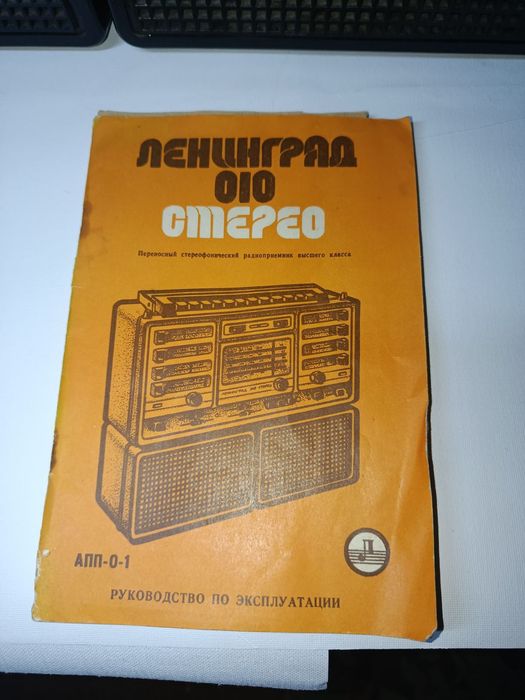 ЛЕНИНГРАД
010
СТЕРЕО
Переносный стереофонический радиоприемник высшего класса
АПП-0-1
РУКОВОДСТВО ПО ЭКСПЛУАТАЦИИ